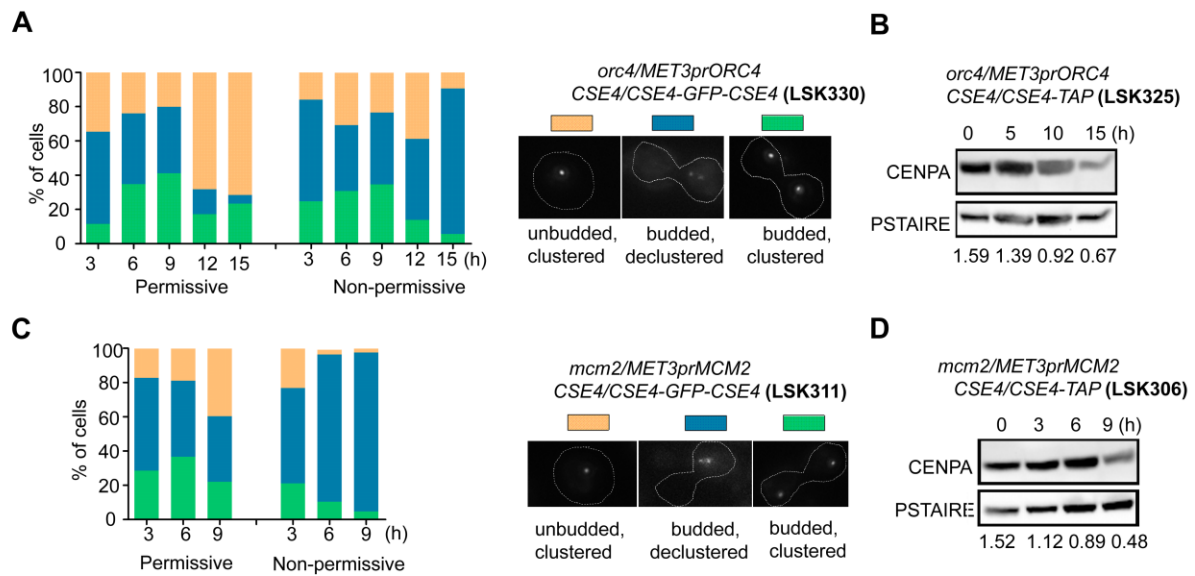 A
% of cells
100
80
60
40
20
0
3 6 9 12 15 3 6 9 12 15 (h)
Permissive Non-permissive
orc4/MET3prORC4
CSE4/CSE4-GFP-CSE4 (LSK330)
unbudded, budded, budded,
clustered declustered clustered
B
orc4/MET3prORC4
CSE4/CSE4-TAP (LSK325)
0 5 10 15 (h)
CENPA
PSTAIRE
1.59 1.39 0.92 0.67
C
% of cells
100
80
60
40
20
0
3 6 9 3 6 9 (h)
Permissive Non-permissive
mcm2/MET3prMCM2
CSE4/CSE4-GFP-CSE4 (LSK311)
unbudded, budded, budded,
clustered declustered clustered
D
mcm2/MET3prMCM2
CSE4/CSE4-TAP (LSK306)
0 3 6 9 (h)
CENPA
PSTAIRE
1.52 1.12 0.89 0.48